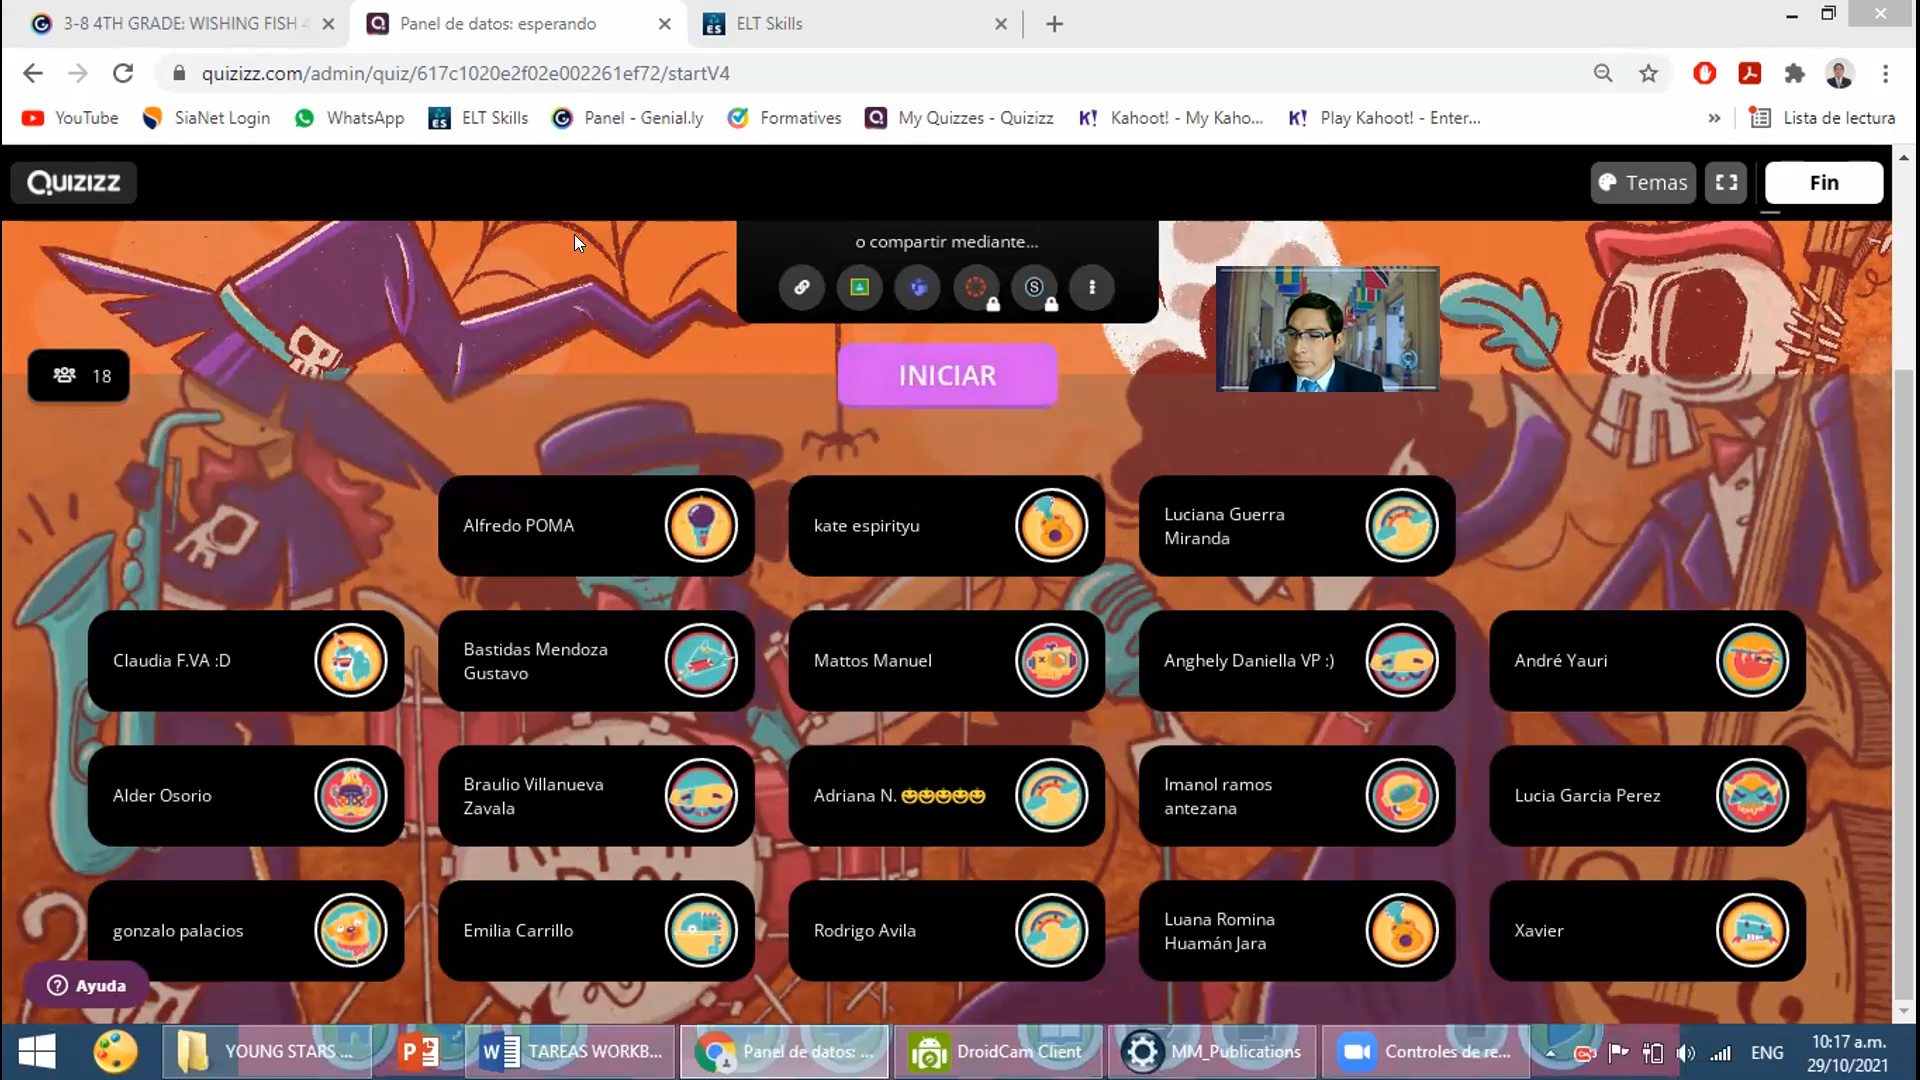 3-8 4TH GRADE: WISHING FISH
Panel de datos: esperando
ELT Skills
quizizz.com/admin/quiz/617c1020e2f02e002261ef72/startV4
YouTube
SiaNet Login
WhatsApp
ELT Skills
Panel - Genial.ly
Formatives
My Quizzes - Quizizz
Kahoot! - My Kaho...
Play Kahoot! - Enter...
Lista de lectura
Quizizz
Temas
Fin
o compartir mediante...
18
INICIAR
Alfredo POMA
kate espirityu
Luciana Guerra
Miranda
Claudia F.VA :D
Bastidas Mendoza
Gustavo
Mattos Manuel
Anghely Daniella VP :)
André Yauri
Alder Osorio
Braulio Villanueva
Zavala
Adriana N. 🎃🎃🎃🎃🎃
Imanol ramos
antezana
Lucia Garcia Perez
gonzalo palacios
Emilia Carrillo
Rodrigo Avila
Luana Romina
Huamán Jara
Xavier
Ayuda
YOUNG STARS ...
TAREAS WORKB...
Panel de datos: ...
DroidCam Client
MM_Publications
Controles de re...
ENG
10:17 a.m.
29/10/2021